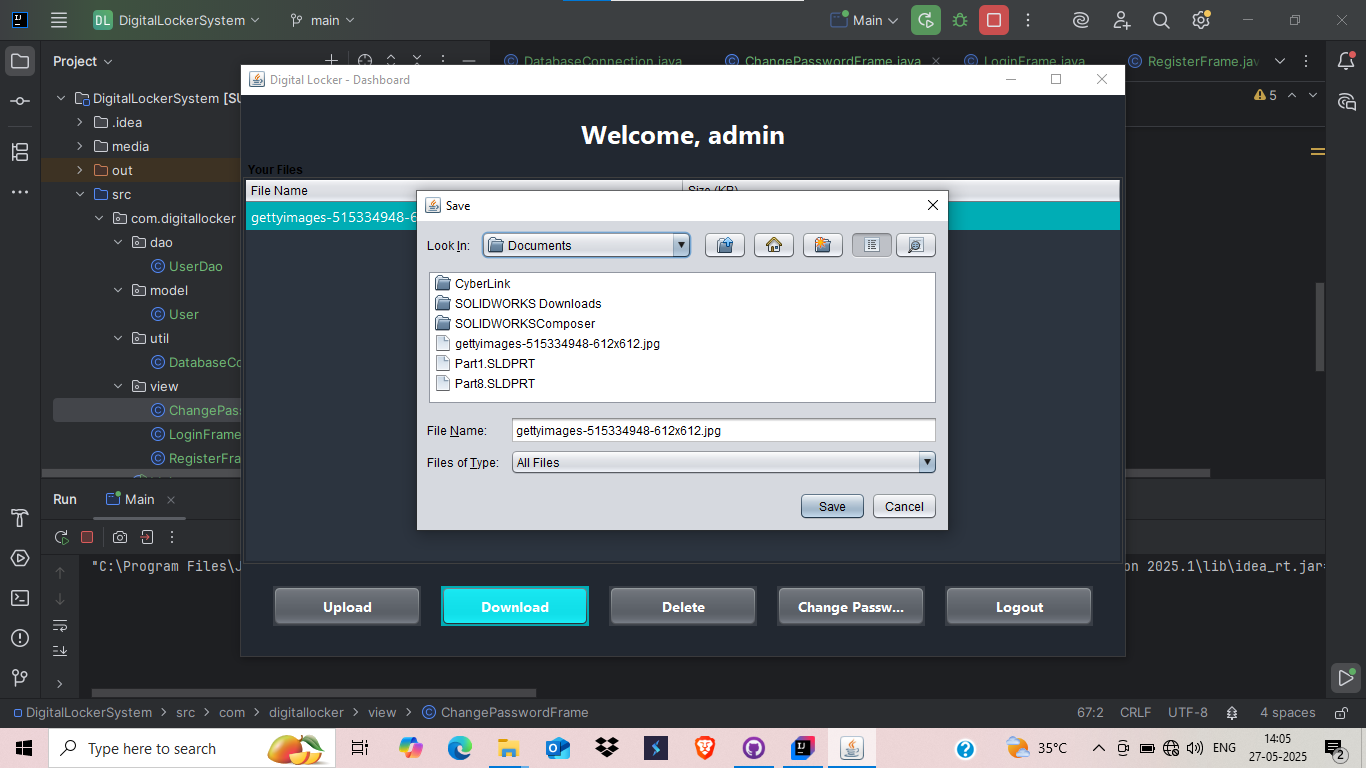 DL DigitalLockerSystem main Main
Project
DatabaseConnection.java ChangePasswordFrame.java LoginFrame.java RegisterFrame.jav
Digital Locker - Dashboard
DigitalLockerSystem [SU
5
.idea
media
out
src
com.digitallocker
dao
UserDao
model
User
util
DatabaseCo
view
ChangePas
LoginFrame
RegisterFra
Welcome, admin
Your Files
File Name Size (KB)
gettyimages-515334948-6
Save
Look In: Documents
CyberLink
SOLIDWORKS Downloads
SOLIDWORKSComposer
gettyimages-515334948-612x612.jpg
Part1.SLDPRT
Part8.SLDPRT
File Name: gettyimages-515334948-612x612.jpg
Files of Type: All Files
Save Cancel
Upload Download Delete Change Passw... Logout
Run Main
"C:\Program Files\J
on 2025.1\lib\idea_rt.jar=
DigitalLockerSystem > src > com > digitallocker > view > ChangePasswordFrame 67:2 CRLF UTF-8 4 spaces
Type here to search
35°C ENG 14:05
27-05-2025 2